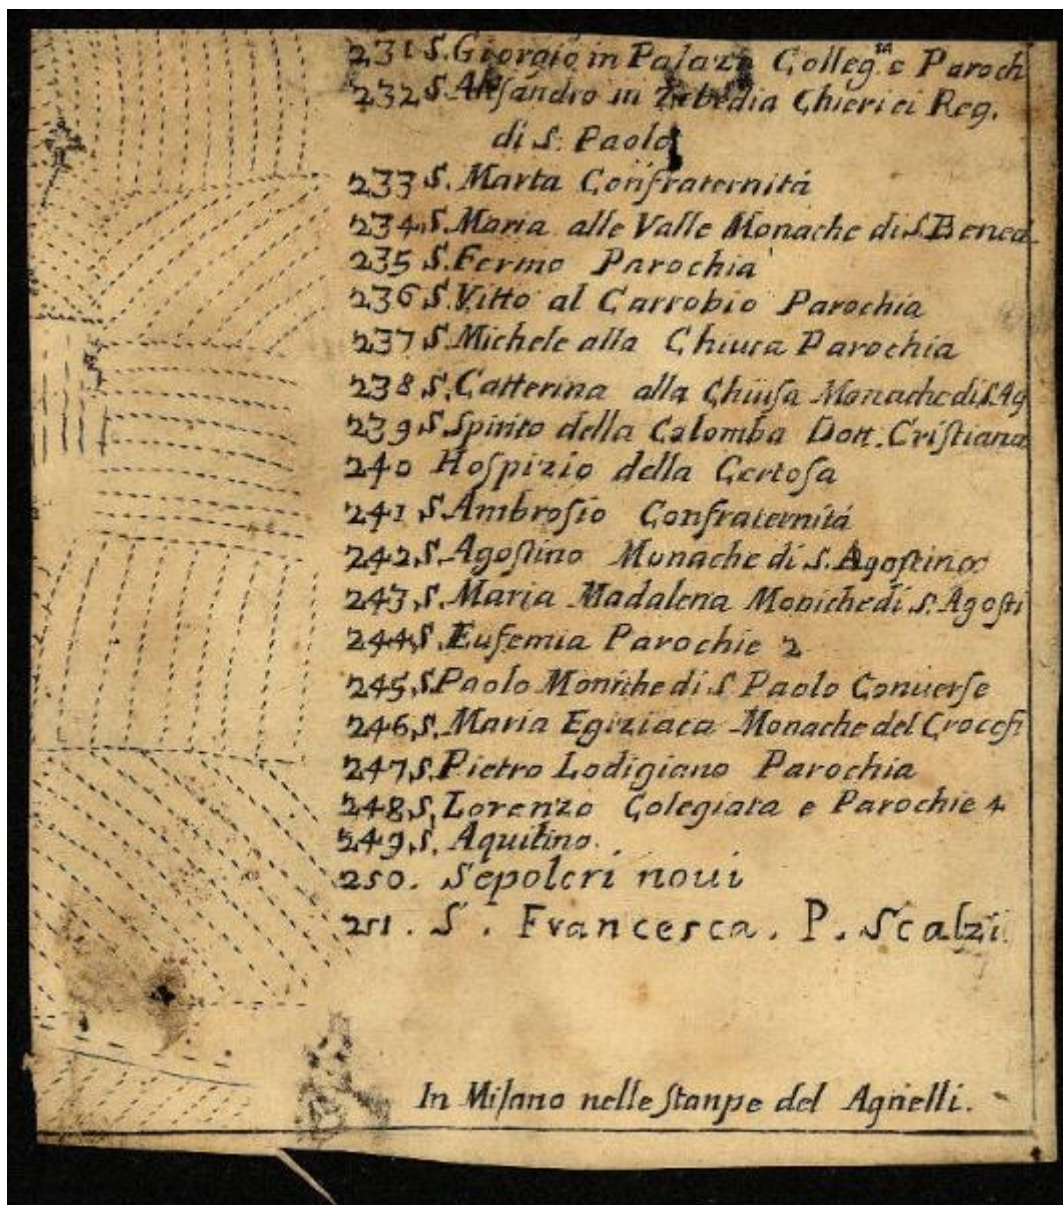 231 S. Giorgio in Palazo Colleg.ta e Paroch
232 S. Alesandro in Zebedia Chierici Reg.
di S. Paolo
233 S. Marta Confraternitá
234 S. Maria alle Valle Monache di S. Bened.
235 S. Fermo Parochia
236 S. Vitto al Carrobio Parochia
237 S. Michele alla Chiusa Parochia
238 S. Catterina alla Chiusa Monache di S. Ag
239 S. Spirito della Colomba Dott. Cristiana
240 Hospizio della Certosa
241 S. Ambrosio Confraternitá
242 S. Agostino Monache di S. Agostino
243 S. Maria Madalena Moniche di S. Agosti
244 S. Eufemia Parochie 2
245 S. Paolo Moniche di S. Paolo Conuerse
246 S. Maria Egiziaca Monache del Crocefi
247 S. Pietro Lodigiano Parochia
248 S. Lorenzo Colegiata e Parochie 4
249 S. Aquilino.
250. Sepolcri noui
251. S. Francesca. P. Scalzi
In Milano nelle stanpe del Agnelli.